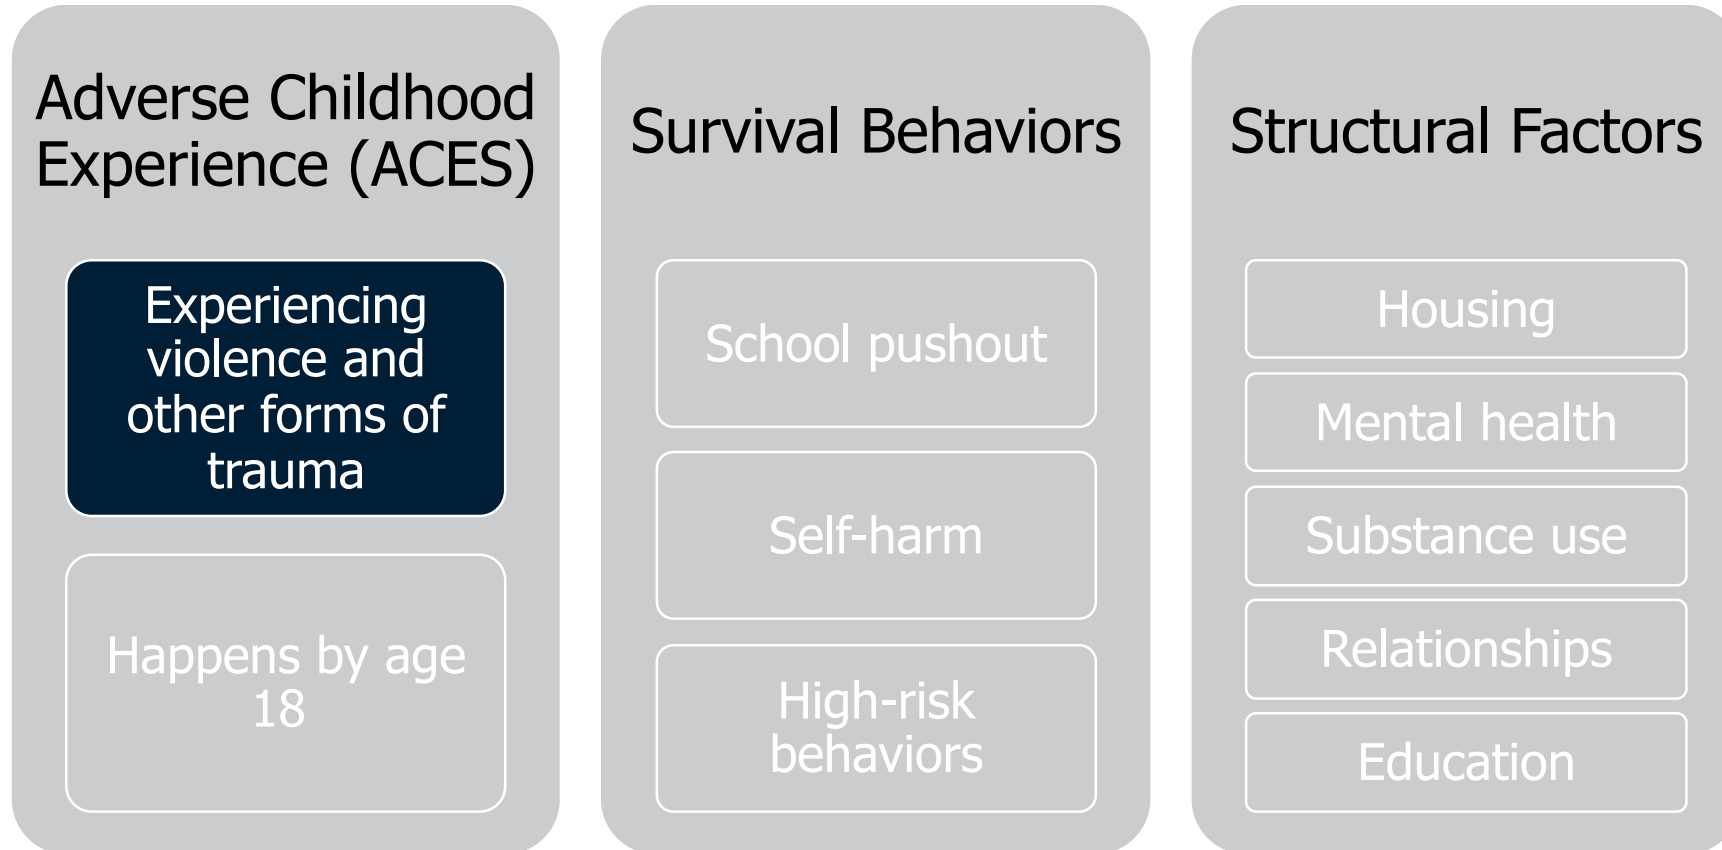 Adverse Childhood
Experience (ACES)
Experiencing
violence and
other forms of
trauma
Happens by age
18
Survival Behaviors
School pushout
Self-harm
High-risk
behaviors
Structural Factors
Housing
Mental health
Substance use
Relationships
Education